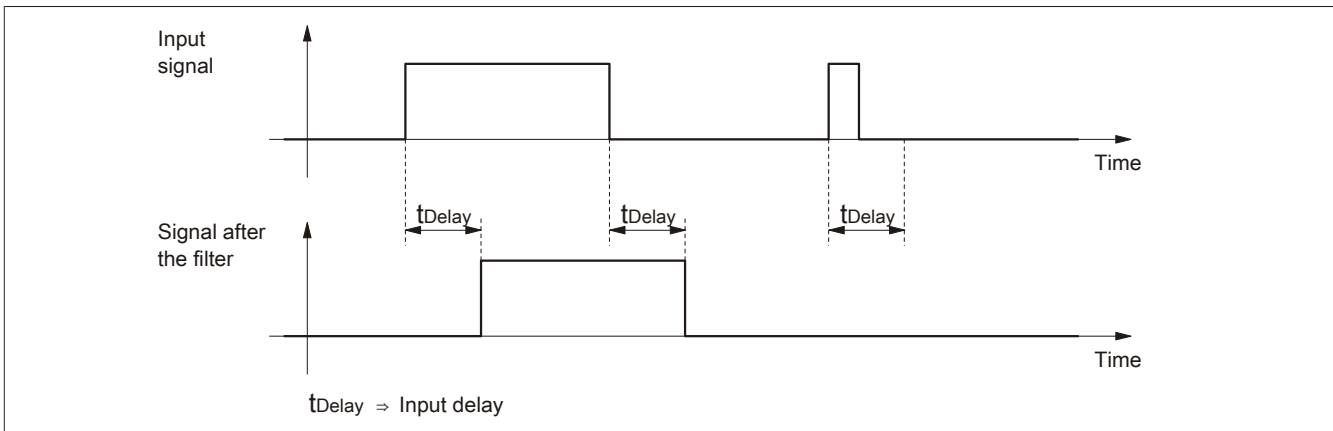 Input
signal
Time
tDelay
tDelay
tDelay
Signal after
the filter
Time
tDelay ⇒ Input delay